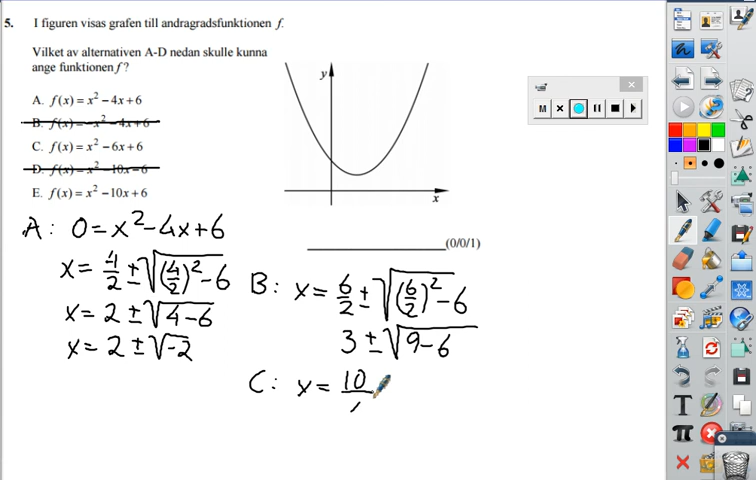 5. I figuren visas grafen till andragradsfunktionen f.
Vilket av alternativen A-D nedan skulle kunna
ange funktionen f ?
A. f(x) = x² − 4x + 6
B. f(x) = −x² − 4x + 6
C. f(x) = x² − 6x + 6
D. f(x) = x² − 10x − 6
E. f(x) = x² − 10x + 6
y
x
(0/0/1)
A: 0 = x² − 4x + 6
x = 4/2 ± √((4/2)² − 6)
x = 2 ± √(4 − 6)
x = 2 ± √−2
B: x = 6/2 ± √((6/2)² − 6)
3 ± √(9 − 6)
C: x = 10/
M
T
π